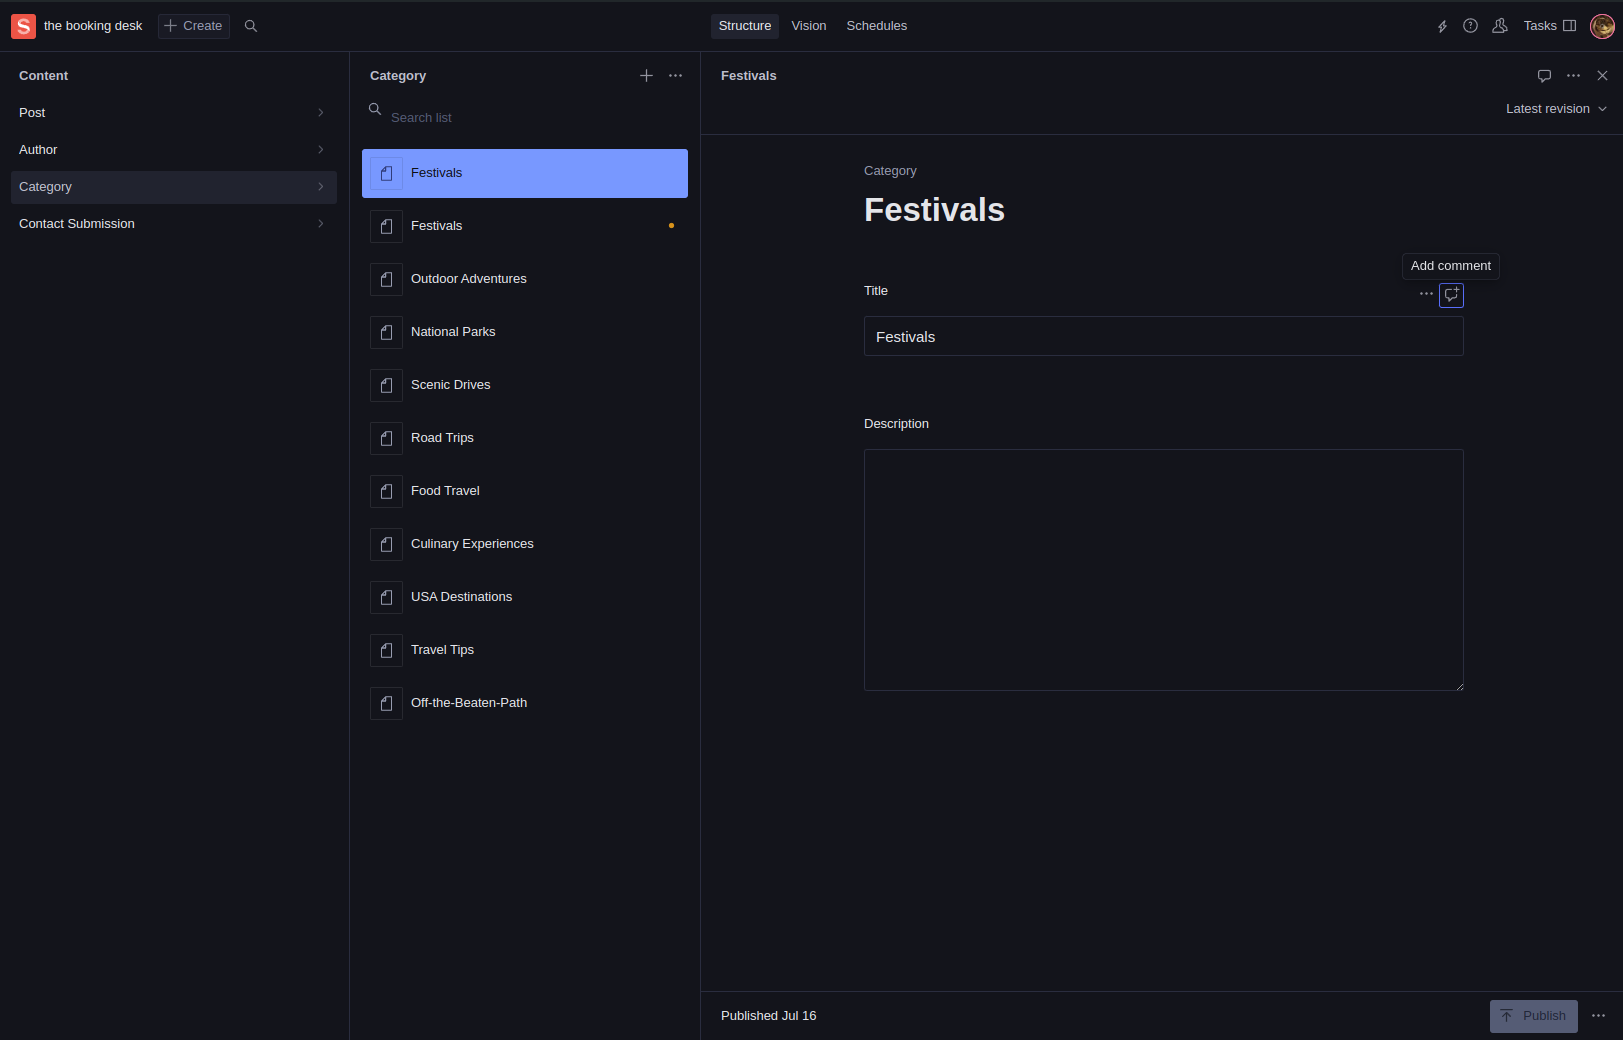 the booking desk
Create
Structure
Vision
Schedules
Tasks
Content
Post
Author
Category
Contact Submission
Category
Search list
Festivals
Festivals
Outdoor Adventures
National Parks
Scenic Drives
Road Trips
Food Travel
Culinary Experiences
USA Destinations
Travel Tips
Off-the-Beaten-Path
Festivals
Latest revision
Category
Festivals
Add comment
Title
Festivals
Description
Published Jul 16
Publish